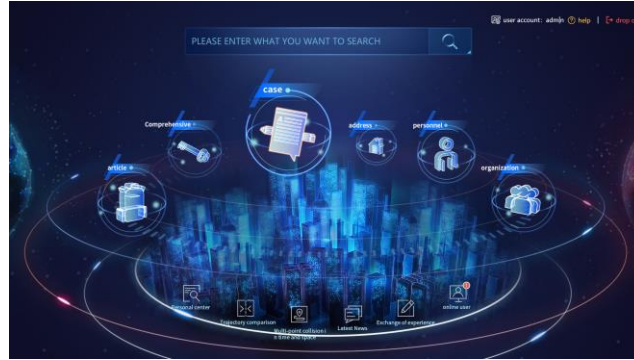 user account: admin
help
drop o
PLEASE ENTER WHAT YOU WANT TO SEARCH
case
Comprehensive
address
personnel
article
organization
Personal center
Trajectory comparison
Multi-point collision i
n time and space
Latest News
Exchange of experience
online user